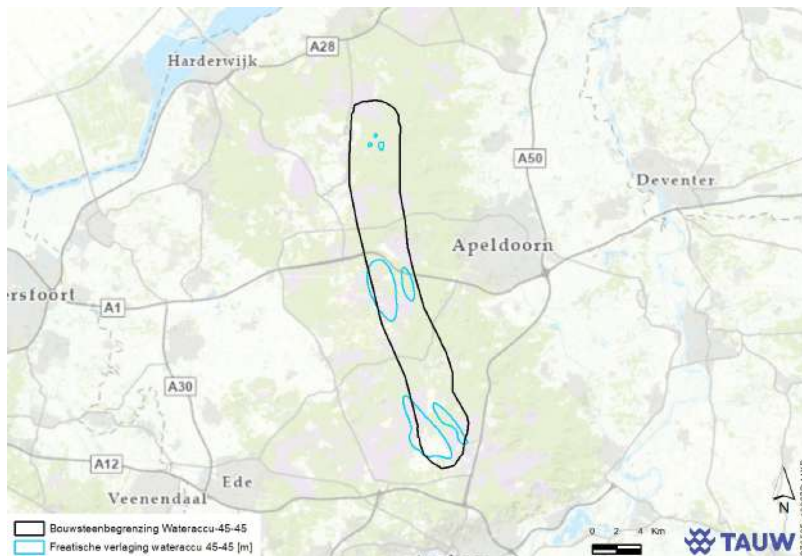 A28
Harderwijk
A50
Deventer
Apeldoorn
ersfoort
A1
A30
A12
Ede
Veenendaal
N
Bouwsteenbegrenzing Wateraccu-45-45
Freatische verlaging wateraccu 45-45 [m]
0 2 4 Km
TAUW